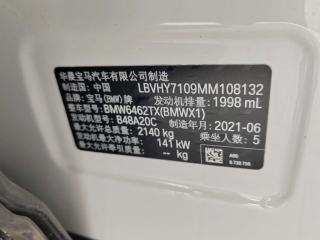 华晨宝马汽车有限公司制造
制造国: 中国 LBVHY7109MM108132
品牌: 宝马(BMW)牌 发动机排量: 1998 mL
整车型号: BMW6462TX(BMWX1)
发动机型号: B48A20C 制造年月: 2021-06
最大允许总质量: 2140 kg 乘坐人数: 5
发动机最大净功率: 141 kW